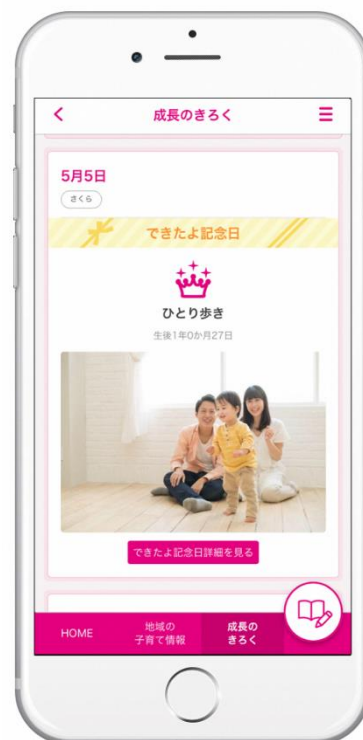 成長のきろく
5月5日
さくら
できたよ記念日
ひとり歩き
生後1年0か月27日
できたよ記念日詳細を見る
HOME
地域の
子育て情報
成長の
きろく